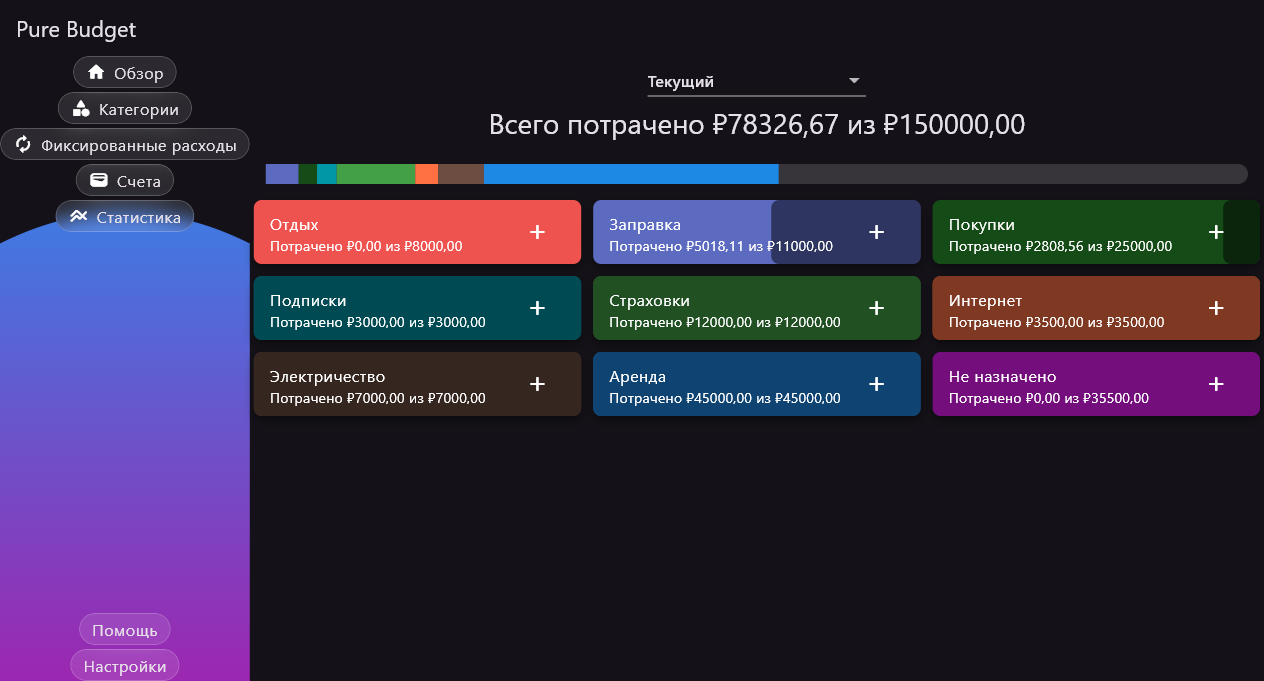 Pure Budget
Обзор
Категории
Фиксированные расходы
Счета
Статистика
Помощь
Настройки
Текущий
Всего потрачено ₽78326,67 из ₽150000,00
Отдых
Потрачено ₽0,00 из ₽8000,00
Заправка
Потрачено ₽5018,11 из ₽11000,00
Покупки
Потрачено ₽2808,56 из ₽25000,00
Подписки
Потрачено ₽3000,00 из ₽3000,00
Страховки
Потрачено ₽12000,00 из ₽12000,00
Интернет
Потрачено ₽3500,00 из ₽3500,00
Электричество
Потрачено ₽7000,00 из ₽7000,00
Аренда
Потрачено ₽45000,00 из ₽45000,00
Не назначено
Потрачено ₽0,00 из ₽35500,00